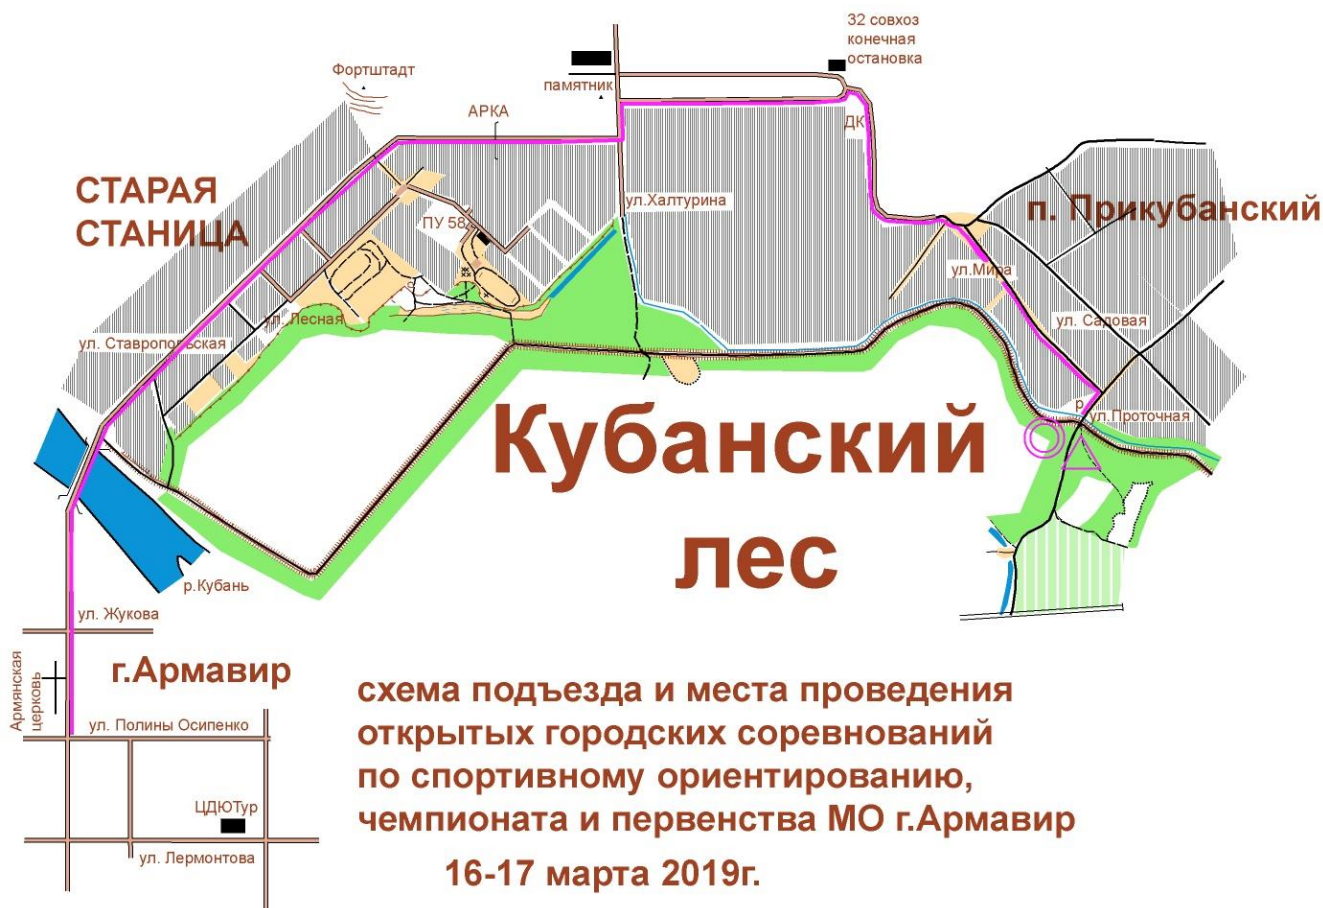 32 совхоз
конечная
остановка
Фортштадт
памятник
АРКА
ДК
СТАРАЯ
СТАНИЦА
ул.Халтурина
п. Прикубанский
ПУ 58
ул.Мира
ул. Лесная
ул. Садовая
ул. Ставропольская
р.
ул.Проточная
Кубанский
лес
р.Кубань
ул. Жукова
г.Армавир
Армянская
церковь
ул. Полины Осипенко
ЦДЮТур
ул. Лермонтова
схема подъезда и места проведения
открытых городских соревнований
по спортивному ориентированию,
чемпионата и первенства МО г.Армавир
16-17 марта 2019г.